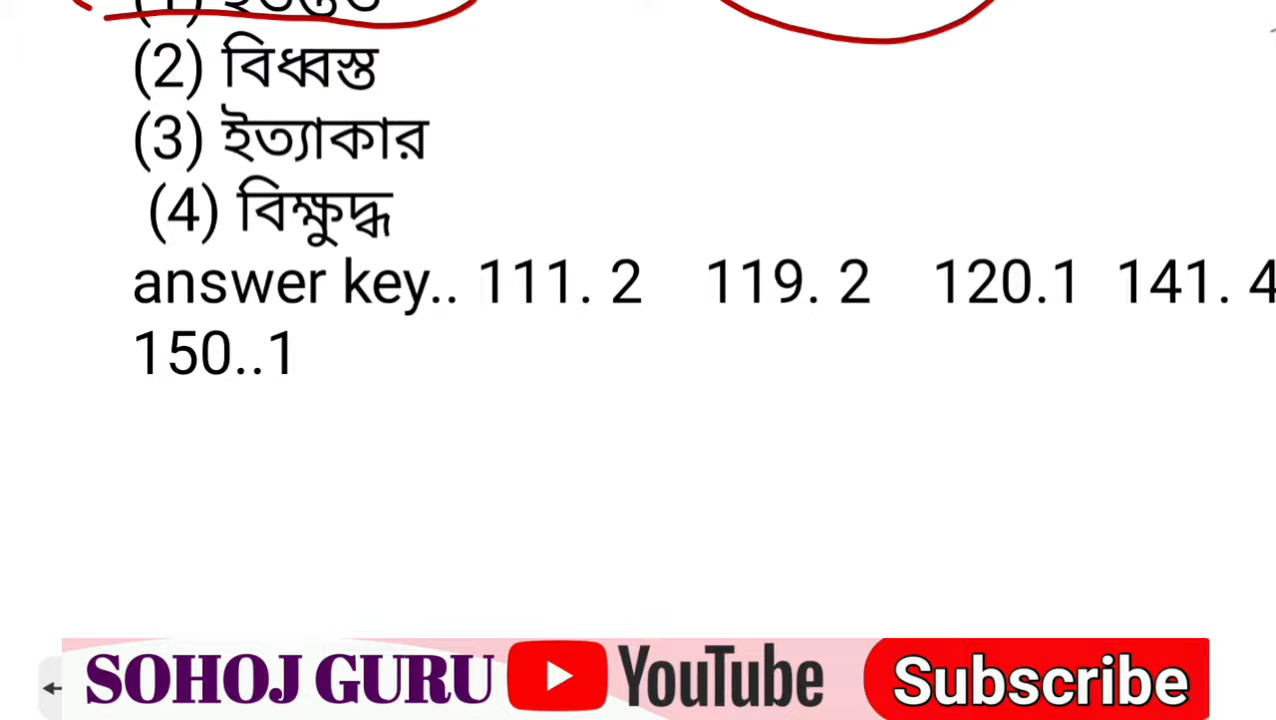 (2) বিধ্বস্ত
(3) ইত্যাকার
(4) বিক্ষুদ্ধ
answer key.. 111. 2 119. 2 120.1 141. 4
150..1
SOHOJ GURU YouTube Subscribe